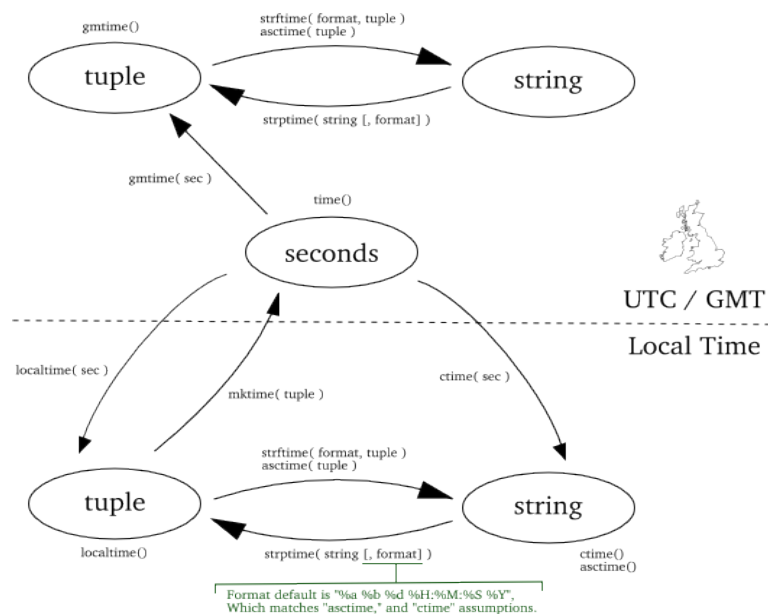 gmtime()
strftime( format, tuple )
asctime( tuple )
tuple
string
strptime( string [, format] )
gmtime( sec )
time()
seconds
UTC / GMT
Local Time
localtime( sec )
ctime( sec )
mktime( tuple )
strftime( format, tuple )
asctime( tuple )
tuple
string
localtime()
strptime( string [, format] )
ctime()
asctime()
Format default is "%a %b %d %H:%M:%S %Y",
Which matches "asctime," and "ctime" assumptions.